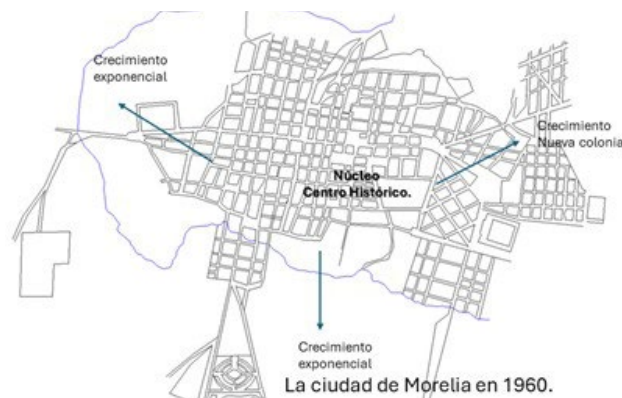 Crecimiento
exponencial
Crecimiento
Nueva colonia
Núcleo
Centro Histórico.
Crecimiento
exponencial
La ciudad de Morelia en 1960.